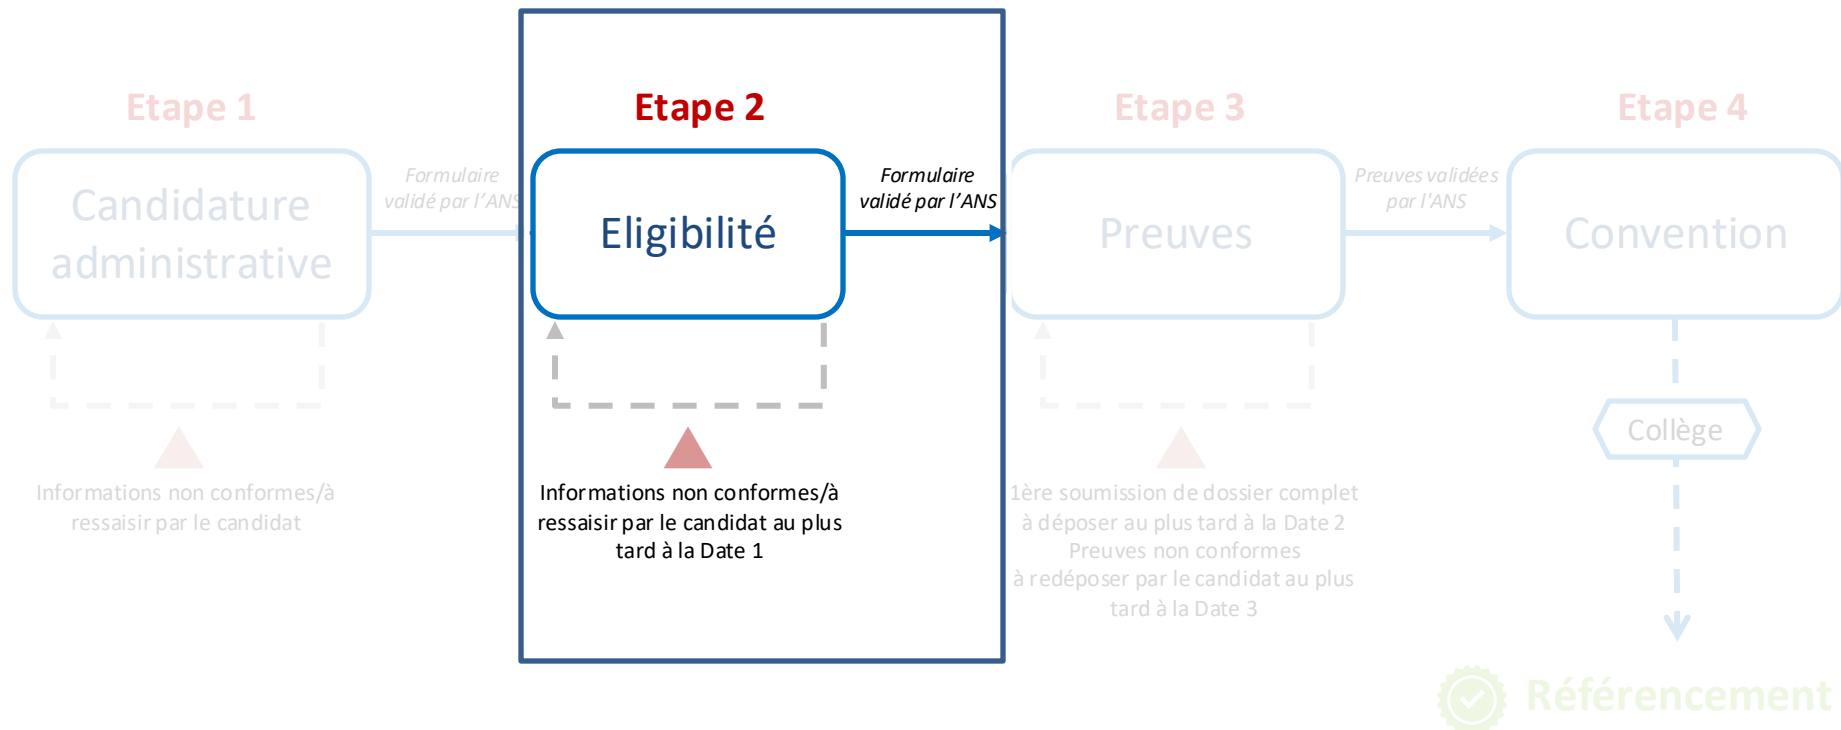 Etape 1
Candidature
administrative
Informations non conformes/à
ressaisir par le candidat
Formulaire
validé par l'ANS
Etape 2
Eligibilité
Informations non conformes/à
ressaisir par le candidat au plus
tard à la Date 1
Formulaire
validé par l'ANS
Etape 3
Preuves
1ère soumission de dossier complet
à déposer au plus tard à la Date 2
Preuves non conformes
à redéposer par le candidat au plus
tard à la Date 3
Preuves validées
par l'ANS
Etape 4
Convention
Collège
Référencement